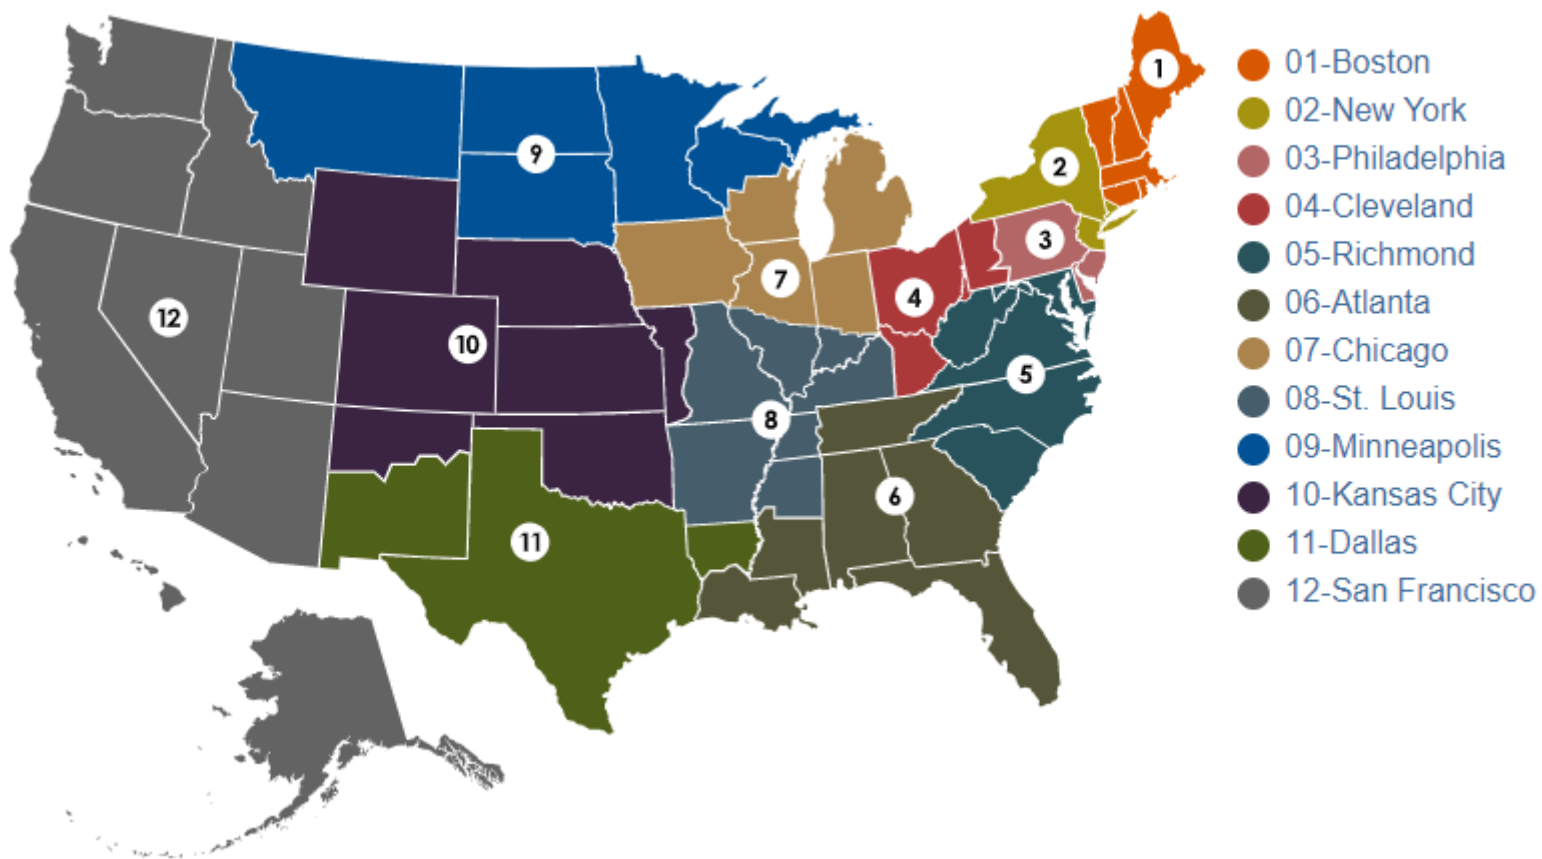 1
2
3
4
5
6
7
8
9
10
11
12
01-Boston
02-New York
03-Philadelphia
04-Cleveland
05-Richmond
06-Atlanta
07-Chicago
08-St. Louis
09-Minneapolis
10-Kansas City
11-Dallas
12-San Francisco